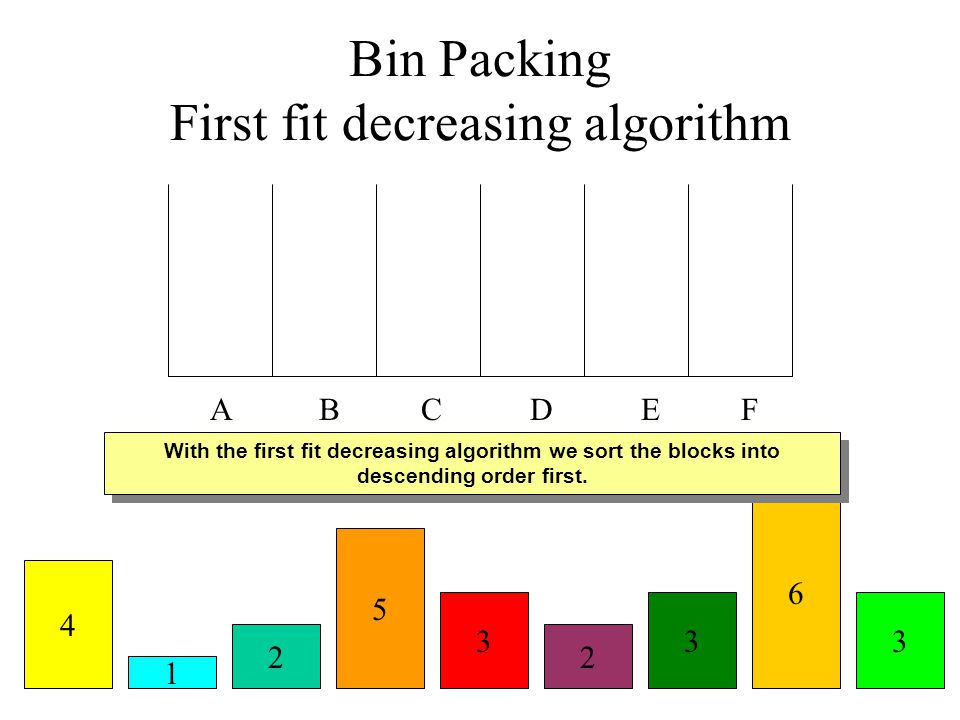 Bin Packing
First fit decreasing algorithm
A B C D E F
With the first fit decreasing algorithm we sort the blocks into
descending order first.
4 1 2 5 3 2 3 6 3